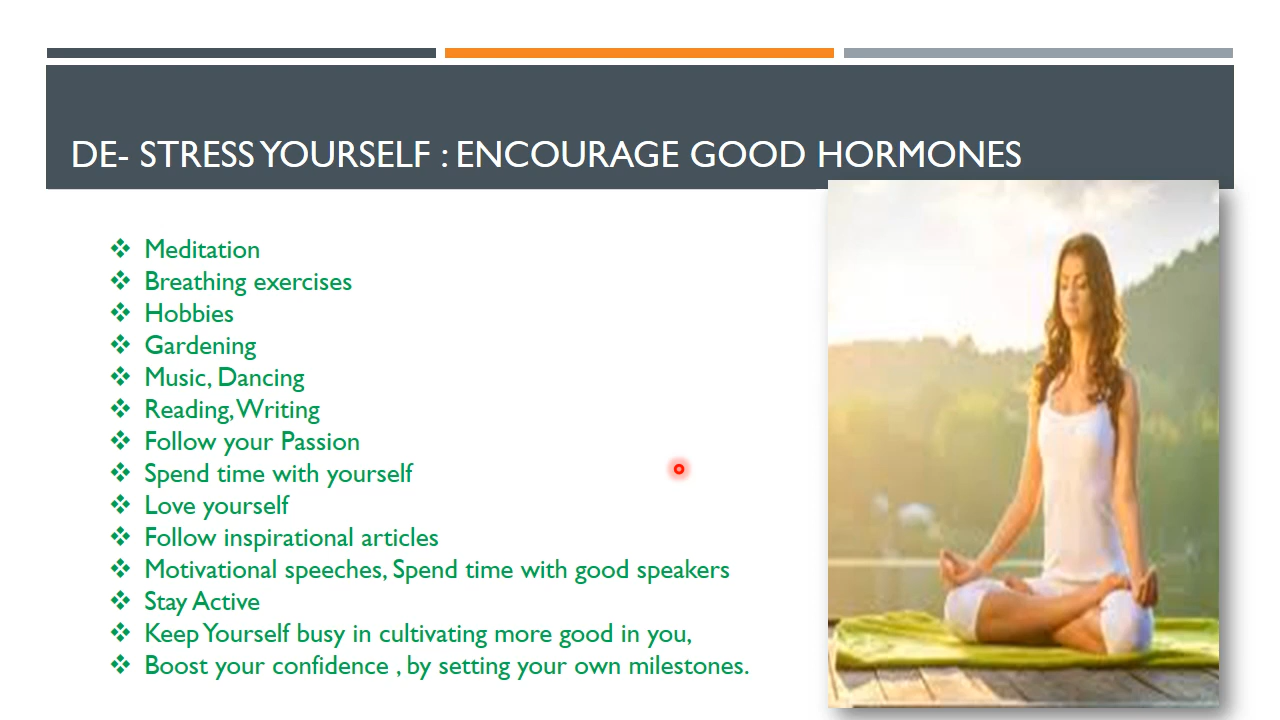 DE- STRESS YOURSELF : ENCOURAGE GOOD HORMONES
❖ Meditation
❖ Breathing exercises
❖ Hobbies
❖ Gardening
❖ Music, Dancing
❖ Reading, Writing
❖ Follow your Passion
❖ Spend time with yourself
❖ Love yourself
❖ Follow inspirational articles
❖ Motivational speeches, Spend time with good speakers
❖ Stay Active
❖ Keep Yourself busy in cultivating more good in you,
❖ Boost your confidence , by setting your own milestones.